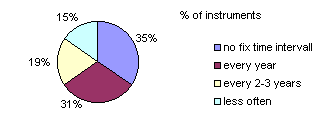 % of instruments
15%
35%
19%
31%
no fix time intervall
every year
every 2-3 years
less often